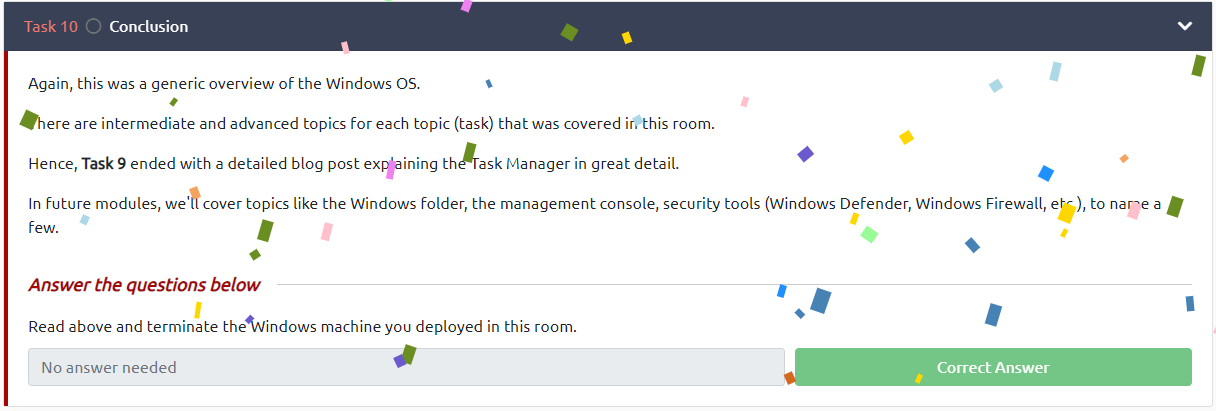 Task 10 Conclusion
Again, this was a generic overview of the Windows OS.
There are intermediate and advanced topics for each topic (task) that was covered in this room.
Hence, Task 9 ended with a detailed blog post explaining the Task Manager in great detail.
In future modules, we'll cover topics like the Windows folder, the management console, security tools (Windows Defender, Windows Firewall, etc.), to name a
few.
Answer the questions below
Read above and terminate the Windows machine you deployed in this room.
No answer needed
Correct Answer